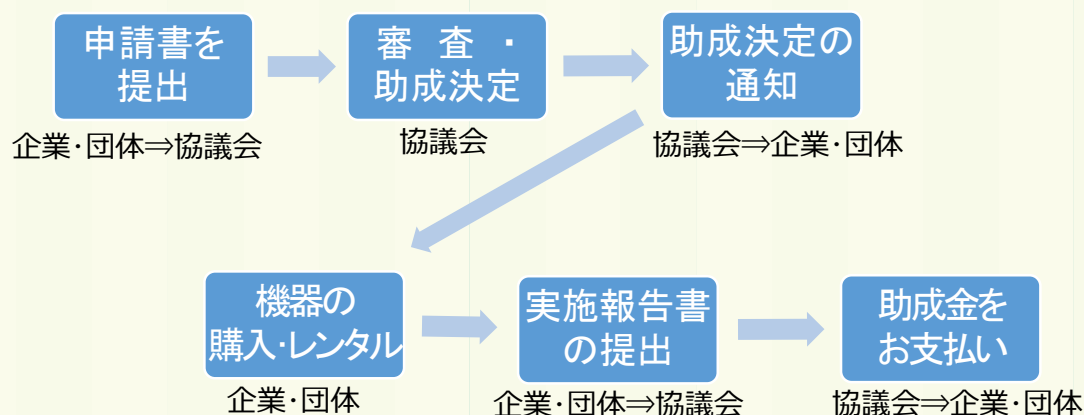 申請書を
提出
企業・団体⇒協議会
審　査　・
助成決定
協議会
助成決定の
通知
協議会⇒企業・団体
機器の
購入・レンタル
企業・団体
実施報告書
の提出
企業・団体⇒協議会
助成金を
お支払い
協議会⇒企業・団体